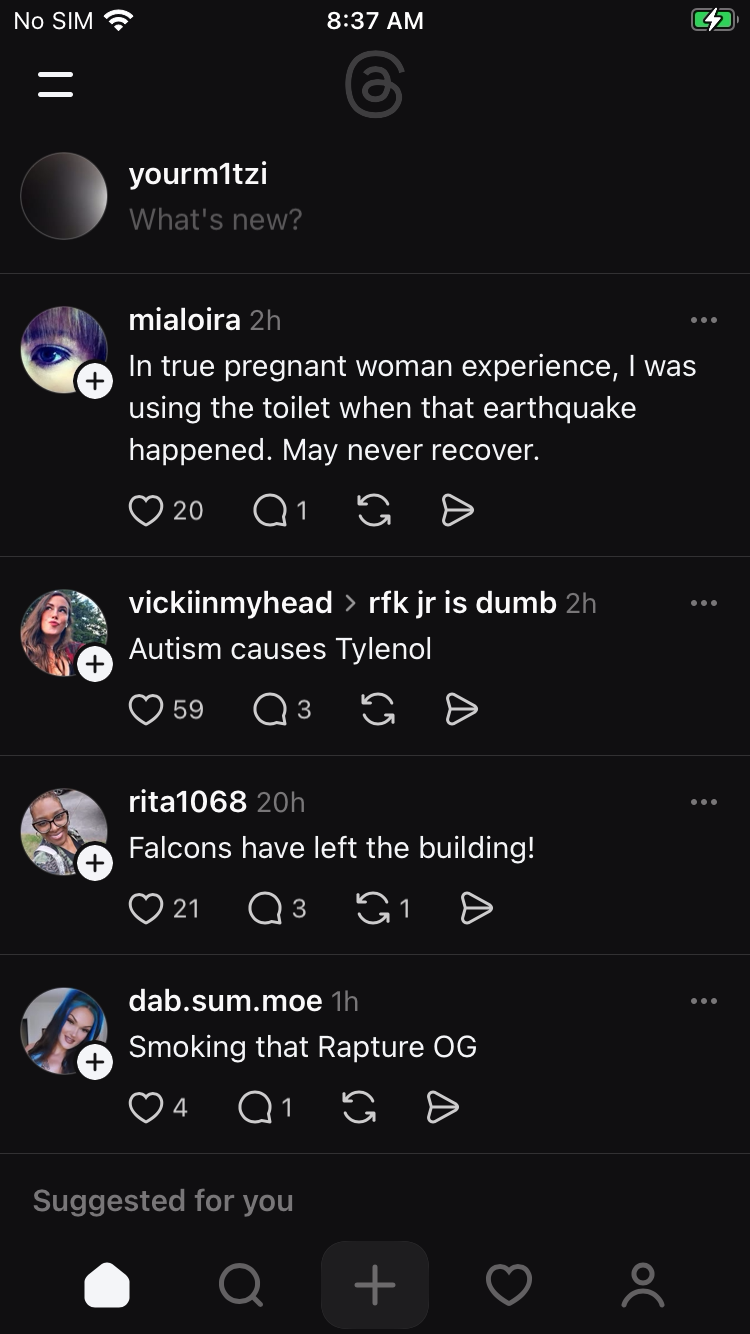 No SIM 8:37 AM
yourm1tzi
What's new?
mialoira 2h
In true pregnant woman experience, I was
using the toilet when that earthquake
happened. May never recover.
20 1
vickiinmyhead > rfk jr is dumb 2h
Autism causes Tylenol
59 3
rita1068 20h
Falcons have left the building!
21 3 1
dab.sum.moe 1h
Smoking that Rapture OG
4 1
Suggested for you